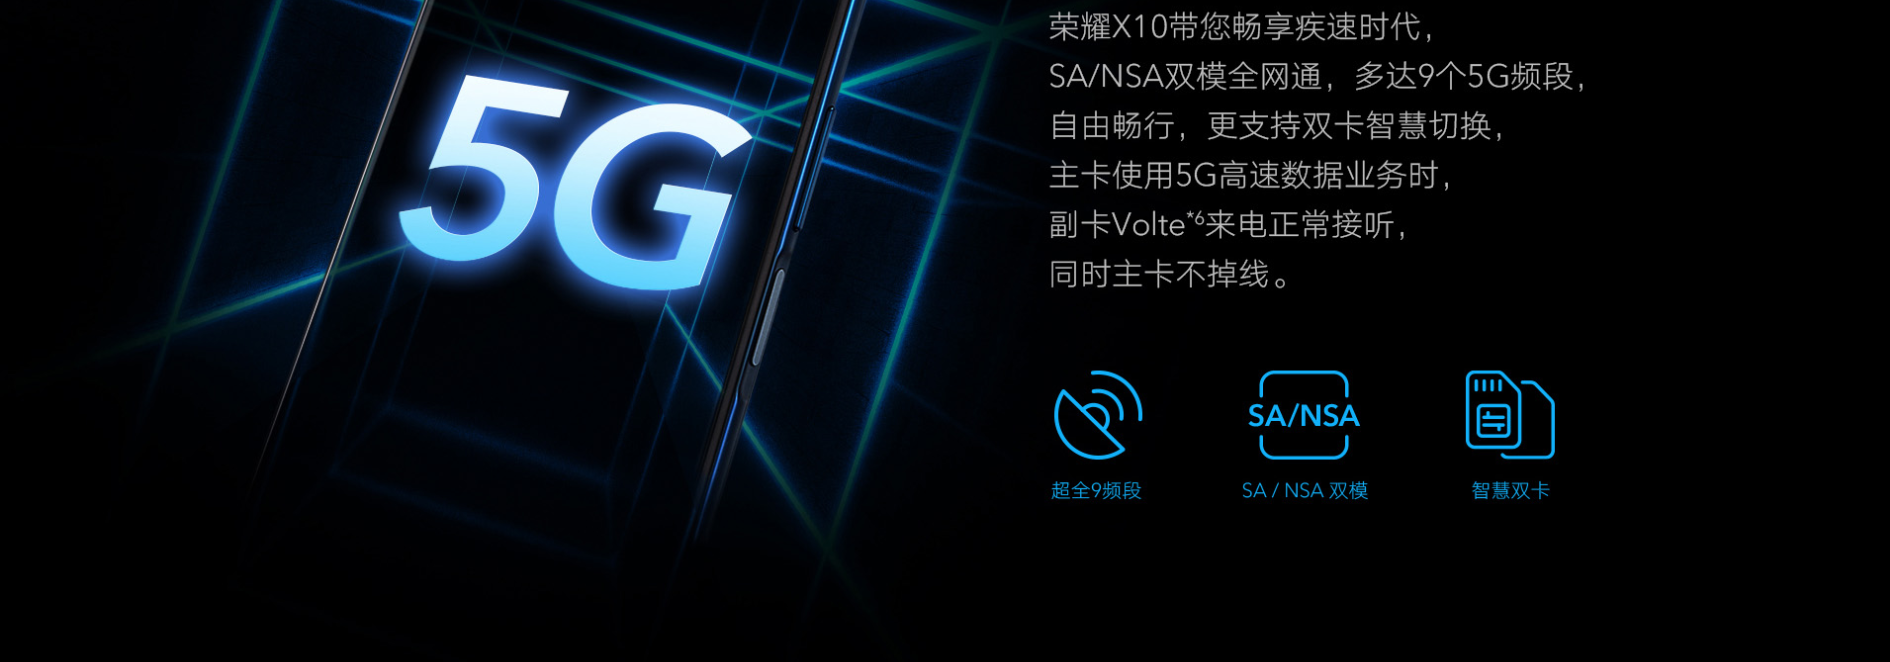 5G
荣耀X10带您畅享疾速时代，
SA/NSA双模全网通，多达9个5G频段，
自由畅行，更支持双卡智慧切换，
主卡使用5G高速数据业务时，
副卡Volte*6来电正常接听，
同时主卡不掉线。
SA/NSA
超全9频段
SA / NSA 双模
智慧双卡